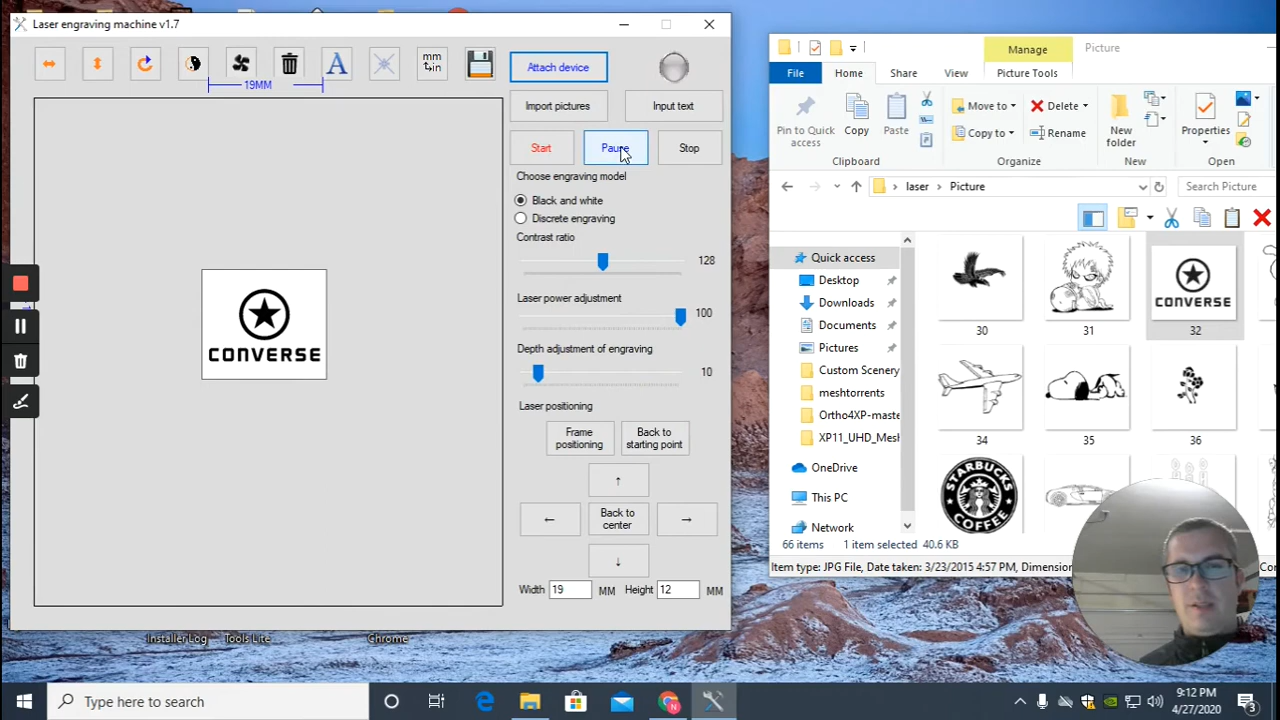 Laser engraving machine v1.7
19MM
A
mm
in
Attach device
Import pictures
Input text
Start
Pause
Stop
Choose engraving model
Black and white
Discrete engraving
Contrast ratio
128
Laser power adjustment
100
Depth adjustment of engraving
10
Laser positioning
Frame positioning
Back to starting point
Back to center
Width 19 MM Height 12 MM
CONVERSE
Manage
Picture
File Home Share View Picture Tools
Pin to Quick access
Copy
Paste
Move to
Copy to
Delete
Rename
New folder
Properties
Clipboard
Organize
New
Open
laser › Picture
Search Picture
Quick access
Desktop
Downloads
Documents
Pictures
Custom Scenery
meshtorrents
Ortho4XP-maste
XP11_UHD_Mesh
OneDrive
This PC
Network
CONVERSE
30 31 32
34 35 36
STARBUCKS
COFFEE
66 items 1 item selected 40.6 KB
Item type: JPG File, Date taken: 3/23/2015 4:57 PM, Dimension
Installer Log
Tools Lite
Chrome
Type here to search
9:12 PM
4/27/2020
3